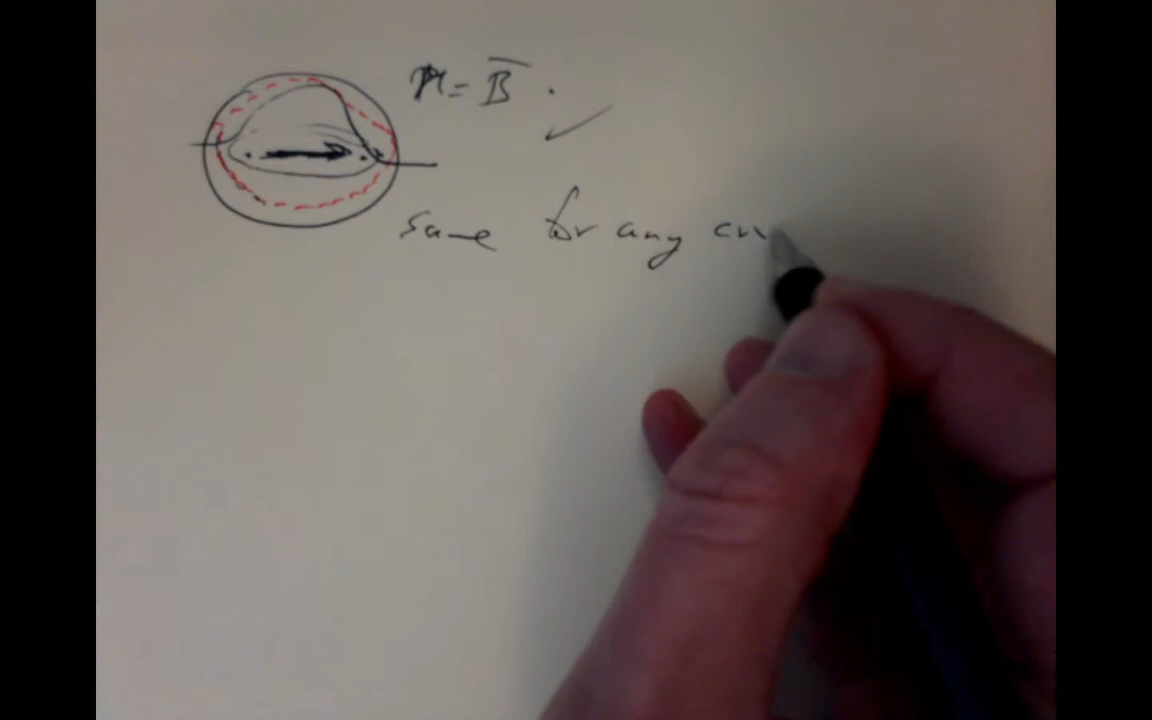 M = B̅ .
same for any